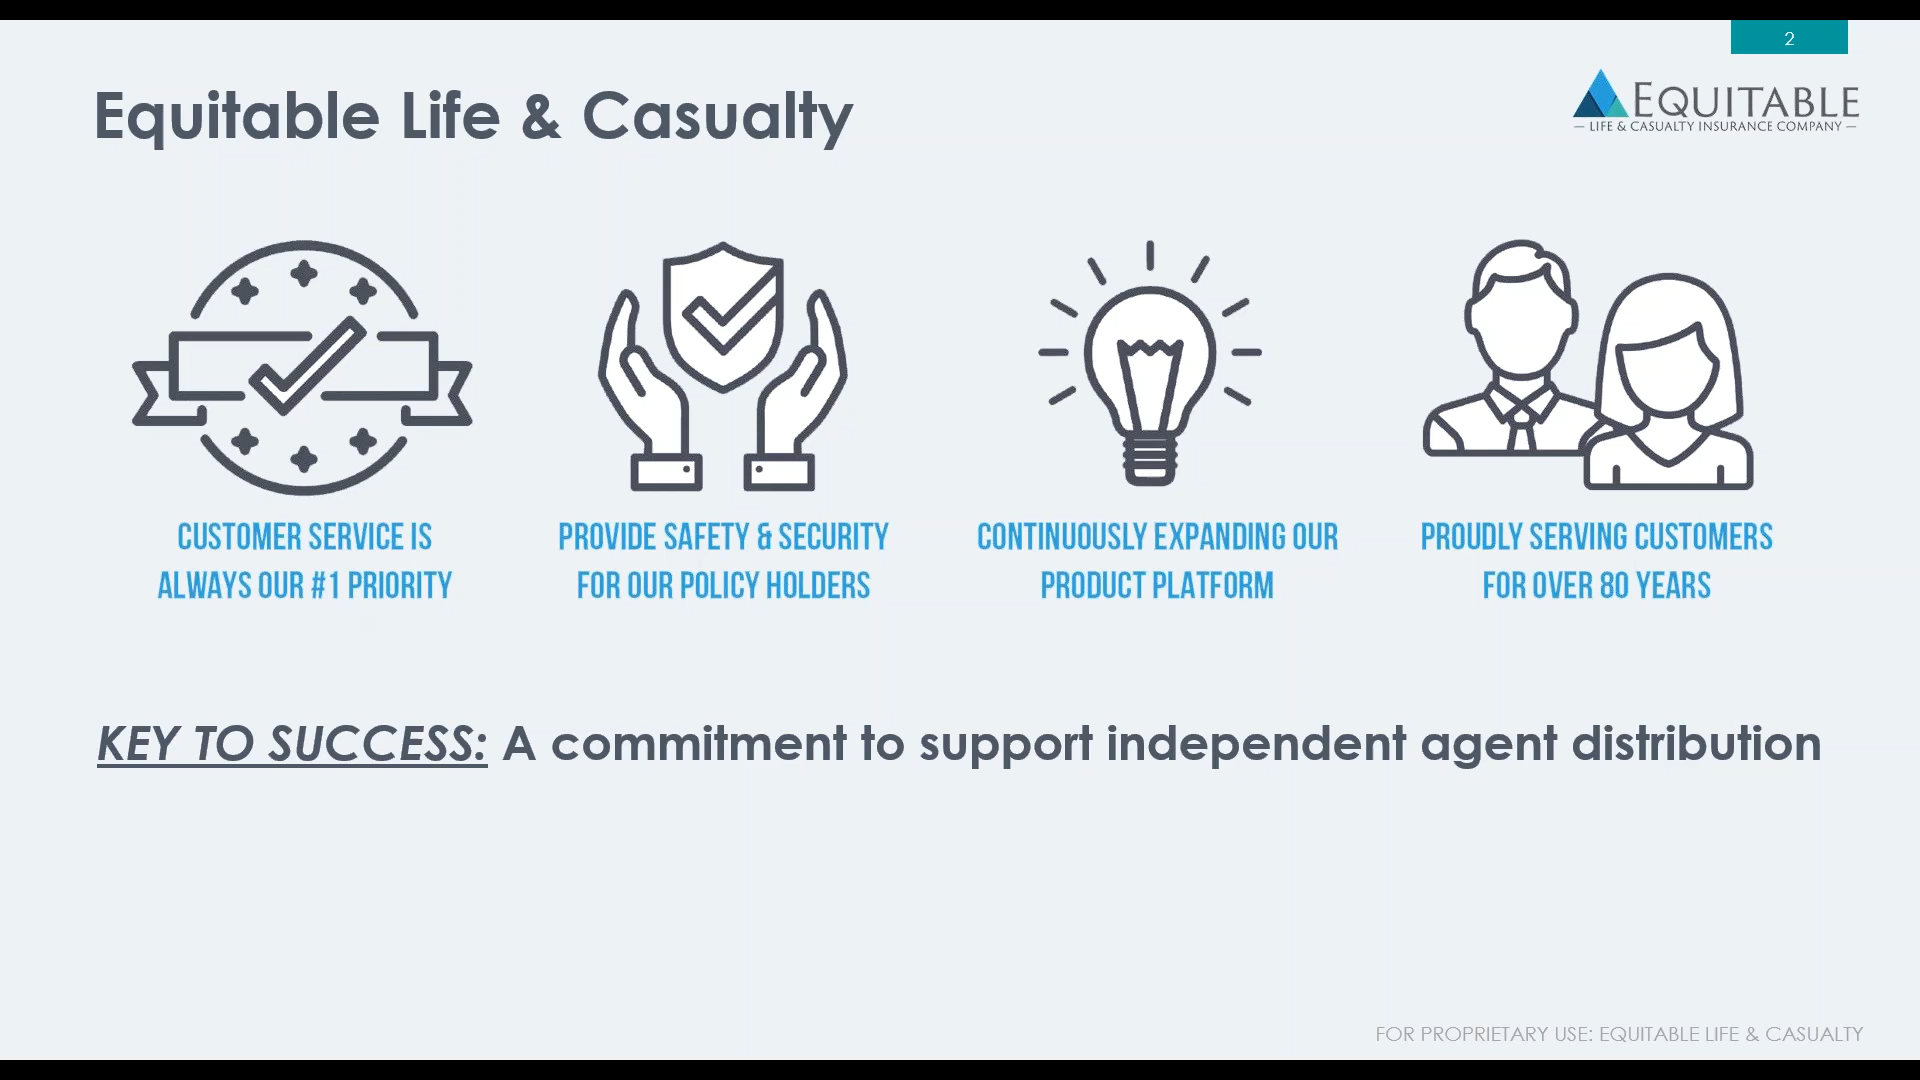 2
Equitable Life & Casualty
EQUITABLE
— LIFE & CASUALTY INSURANCE COMPANY —
CUSTOMER SERVICE IS
ALWAYS OUR #1 PRIORITY
PROVIDE SAFETY & SECURITY
FOR OUR POLICY HOLDERS
CONTINUOUSLY EXPANDING OUR
PRODUCT PLATFORM
PROUDLY SERVING CUSTOMERS
FOR OVER 80 YEARS
KEY TO SUCCESS: A commitment to support independent agent distribution
FOR PROPRIETARY USE: EQUITABLE LIFE & CASUALTY